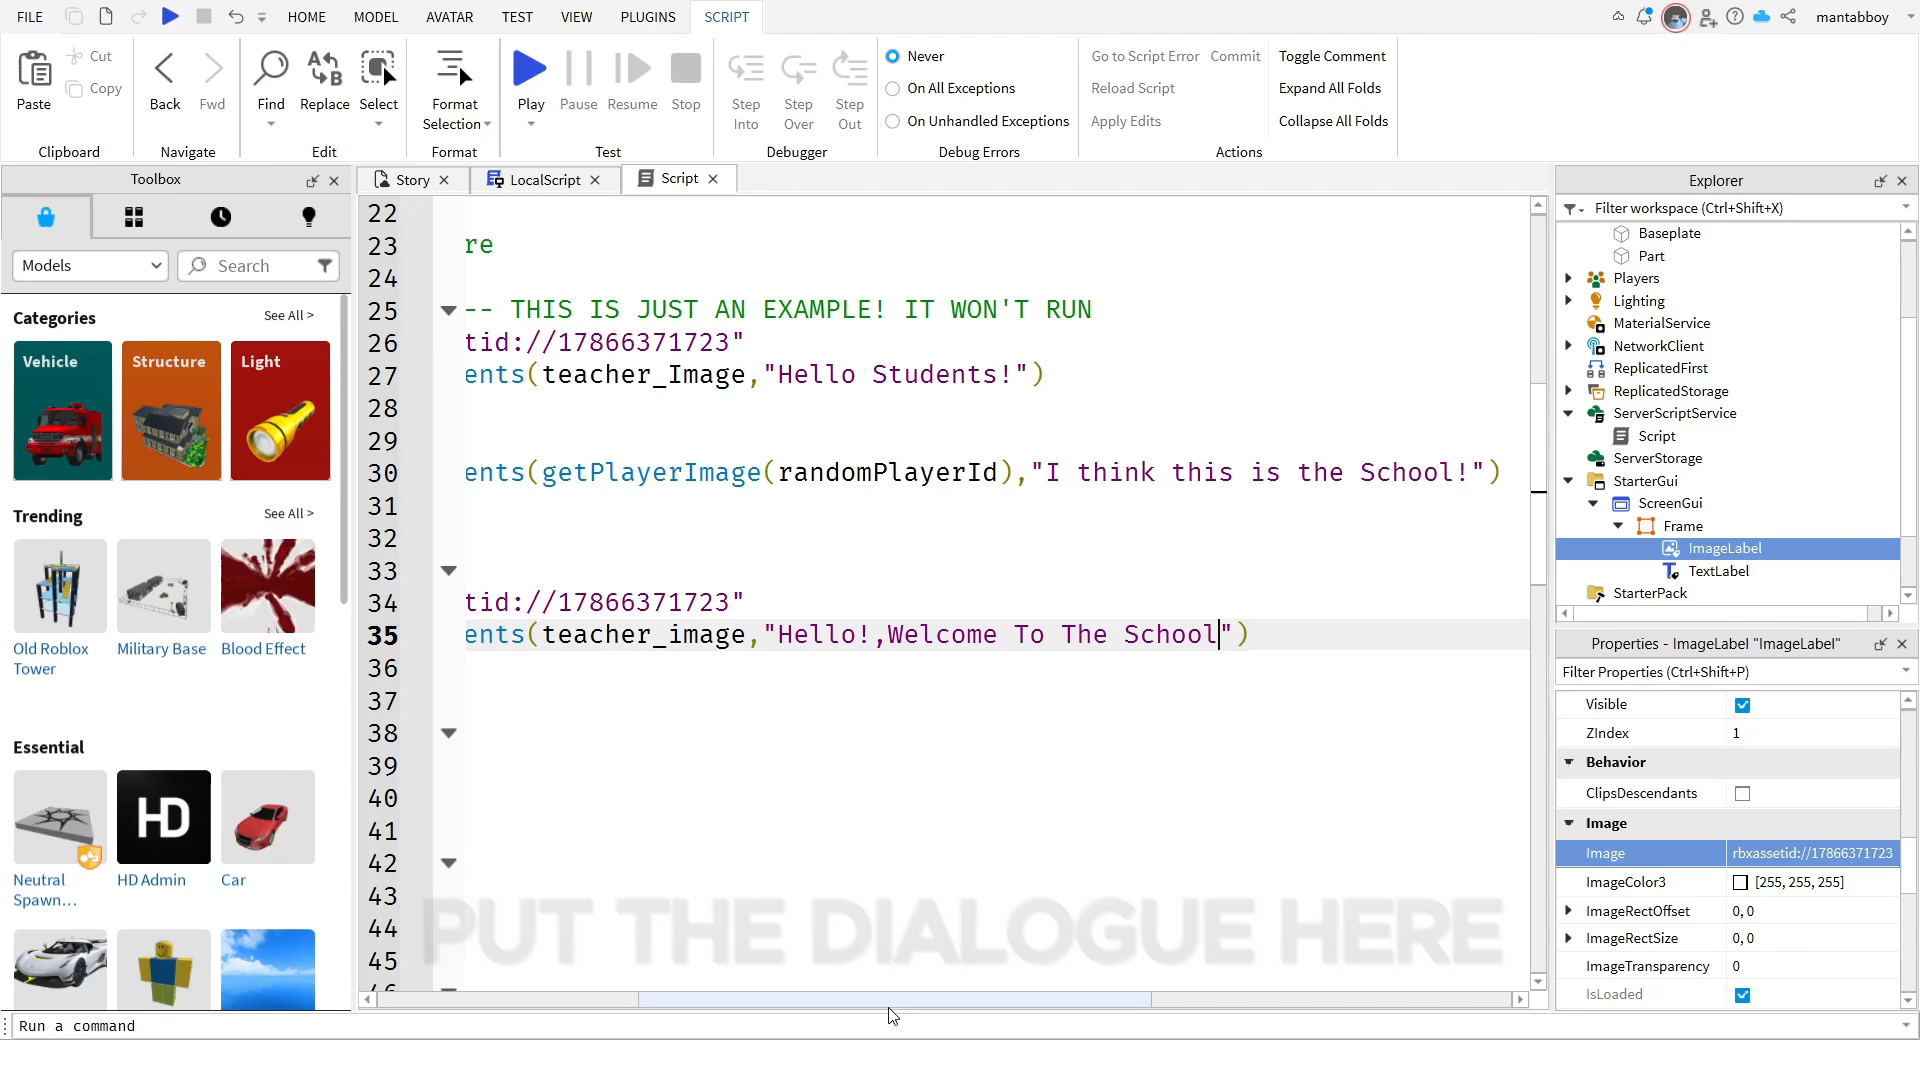 FILE HOME MODEL AVATAR TEST VIEW PLUGINS SCRIPT mantabboy
Paste Cut Copy
Clipboard
Back Fwd
Navigate
Find Replace Select
Edit
Format Selection
Format
Play Pause Resume Stop
Test
Step Into Step Over Step Out
Debugger
Never
On All Exceptions
On Unhandled Exceptions
Debug Errors
Go to Script Error Commit
Reload Script
Apply Edits
Toggle Comment
Expand All Folds
Collapse All Folds
Actions
Toolbox
Models Search
Categories See All >
Vehicle Structure Light
Trending See All >
Old Roblox Tower
Military Base
Blood Effect
Essential
HD
Neutral Spawn...
HD Admin
Car
Story LocalScript Script
22
23 re
24
25 -- THIS IS JUST AN EXAMPLE! IT WON'T RUN
26 tid://17866371723"
27 ents(teacher_Image,"Hello Students!")
28
29
30 ents(getPlayerImage(randomPlayerId),"I think this is the School!")
31
32
33
34 tid://17866371723"
35 ents(teacher_image,"Hello!,Welcome To The School")
36
37
38
39
40
41
42
43
44
45
PUT THE DIALOGUE HERE
Explorer
Filter workspace (Ctrl+Shift+X)
Baseplate
Part
Players
Lighting
MaterialService
NetworkClient
ReplicatedFirst
ReplicatedStorage
ServerScriptService
Script
ServerStorage
StarterGui
ScreenGui
Frame
ImageLabel
TextLabel
StarterPack
Properties - ImageLabel "ImageLabel"
Filter Properties (Ctrl+Shift+P)
Visible
ZIndex 1
Behavior
ClipsDescendants
Image
Image rbxassetid://17866371723
ImageColor3 [255, 255, 255]
ImageRectOffset 0, 0
ImageRectSize 0, 0
ImageTransparency 0
IsLoaded
Run a command